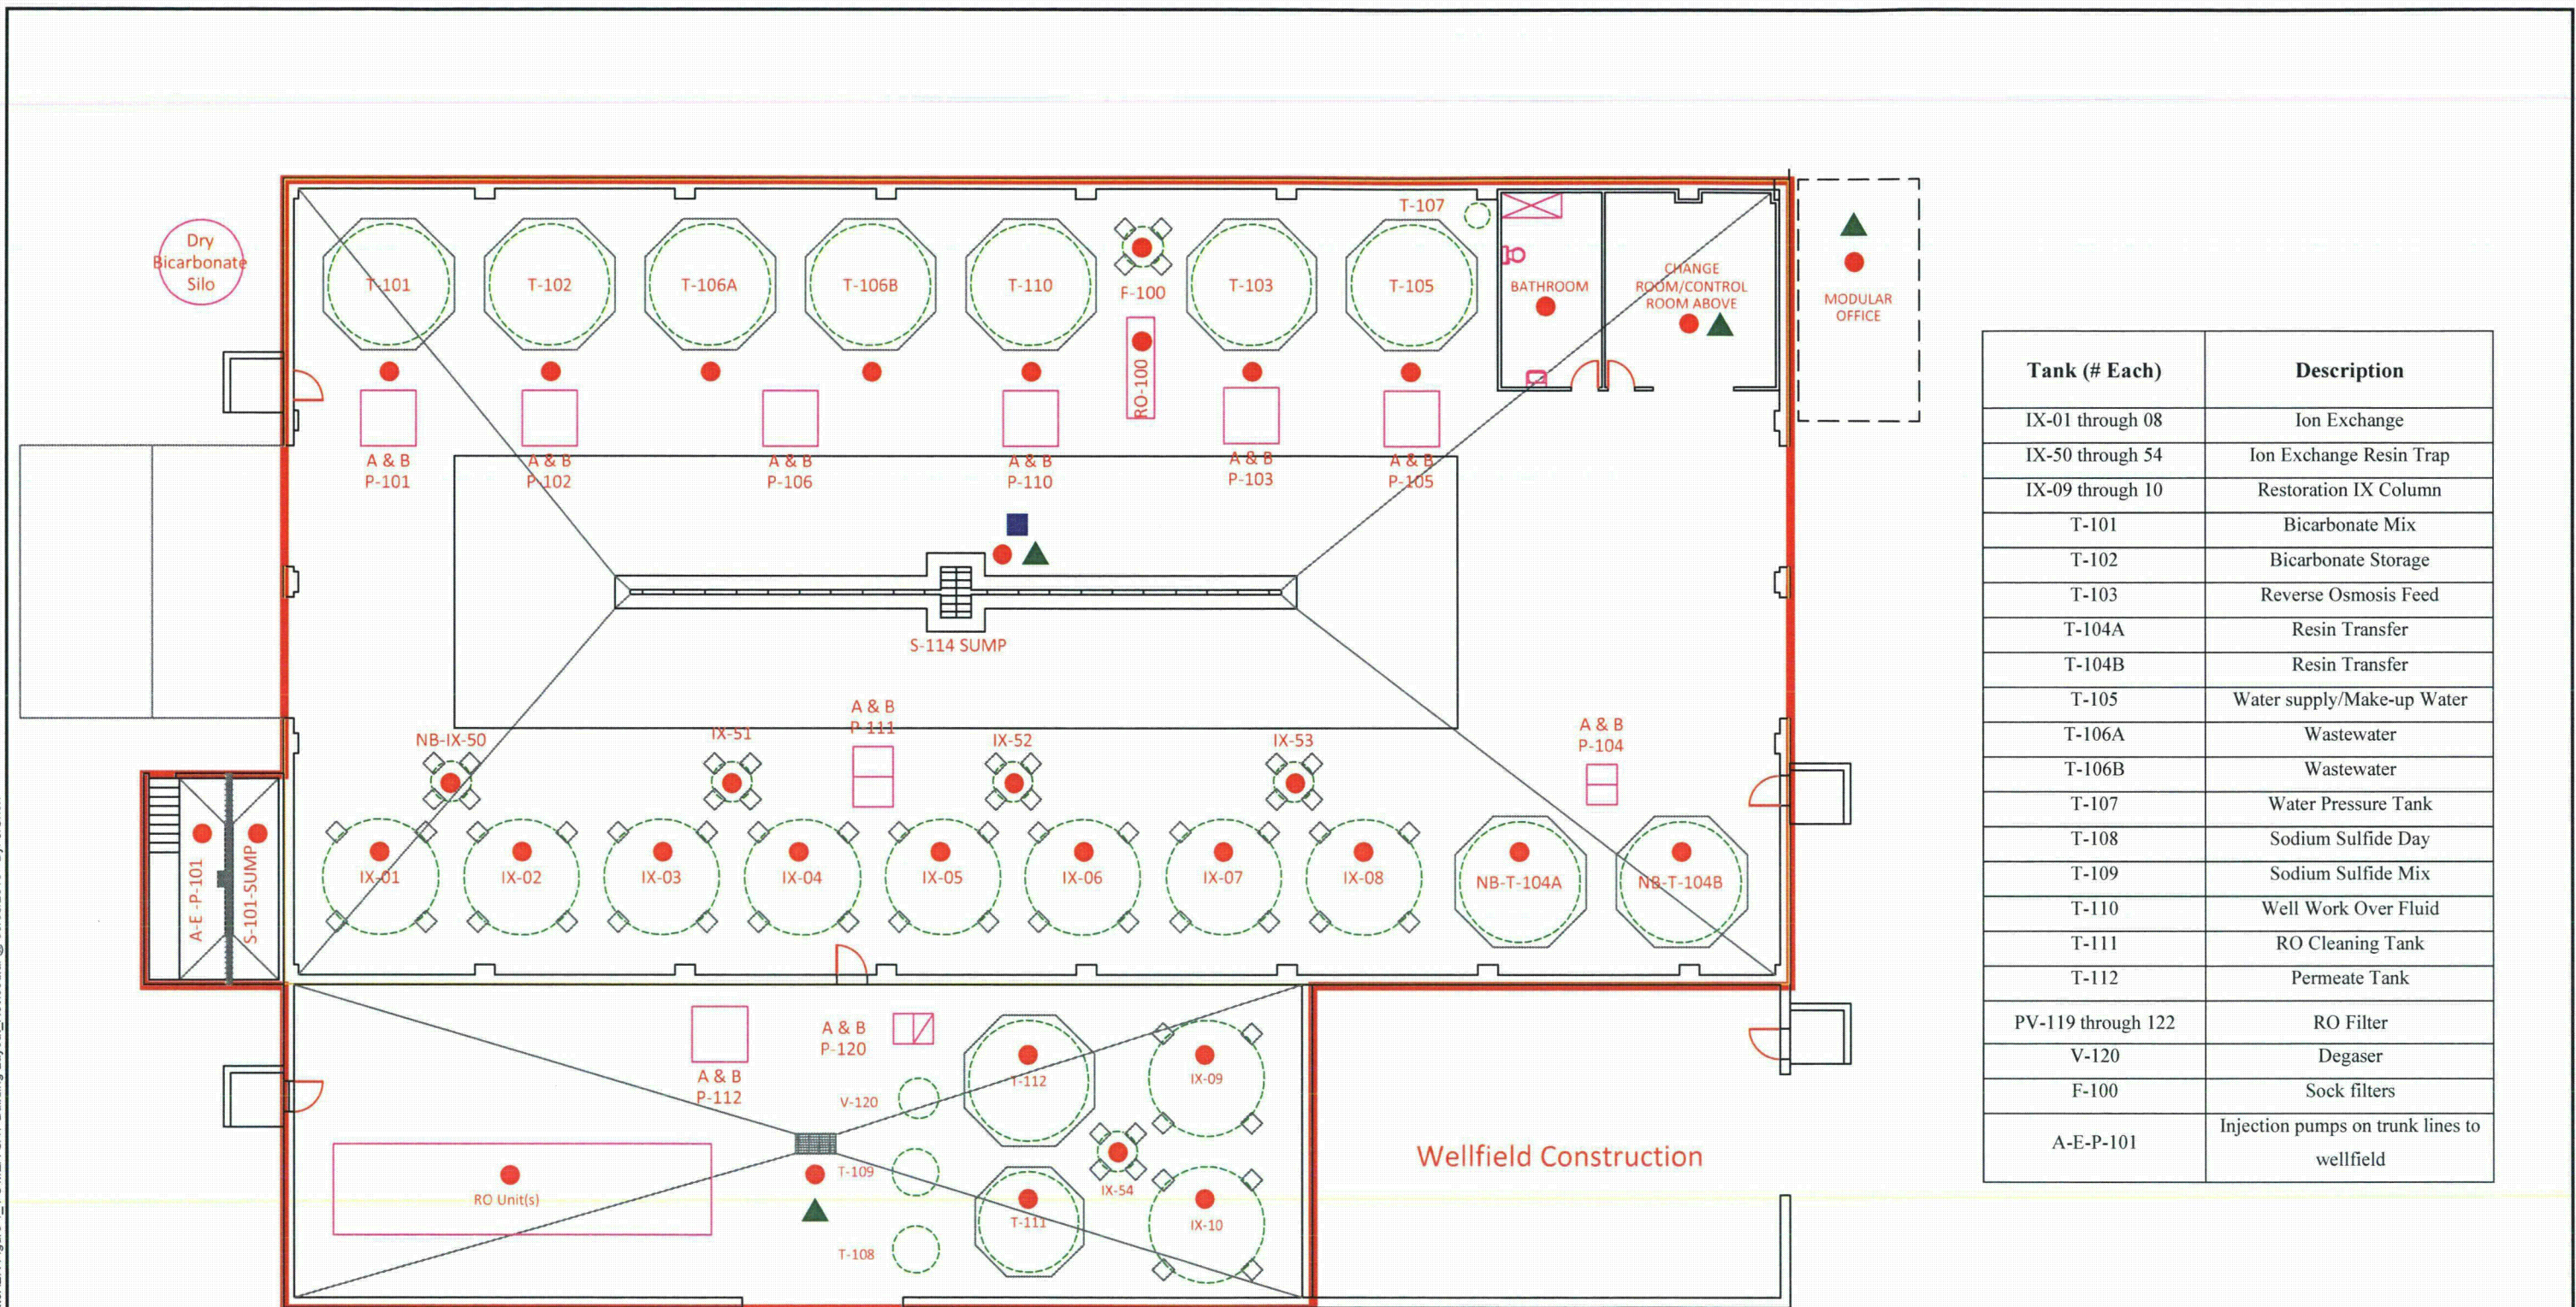 T-107
Dry
Bicarbonate
Silo
T-101
T-102
T-106A
T-106B
T-110
F-100
T-103
T-105
BATHROOM
CHANGE
ROOM/CONTROL
ROOM ABOVE
MODULAR
OFFICE
RO-100
A & B
P-101
A & B
P-102
A & B
P-106
A & B
P-110
A & B
P-103
A & B
P-105
S-114 SUMP
NB-IX-50
IX-51
A & B
P-111
IX-52
IX-53
A & B
P-104
A-E -P-101
S-101-SUMP
IX-01
IX-02
IX-03
IX-04
IX-05
IX-06
IX-07
IX-08
NB-T-104A
NB-T-104B
A & B
P-112
A & B
P-120
V-120
T-112
IX-09
RO Unit(s)
T-109
IX-54
T-111
IX-10
T-108
Wellfield Construction
Tank (# Each) Description
IX-01 through 08 Ion Exchange
IX-50 through 54 Ion Exchange Resin Trap
IX-09 through 10 Restoration IX Column
T-101 Bicarbonate Mix
T-102 Bicarbonate Storage
T-103 Reverse Osmosis Feed
T-104A Resin Transfer
T-104B Resin Transfer
T-105 Water supply/Make-up Water
T-106A Wastewater
T-106B Wastewater
T-107 Water Pressure Tank
T-108 Sodium Sulfide Day
T-109 Sodium Sulfide Mix
T-110 Well Work Over Fluid
T-111 RO Cleaning Tank
T-112 Permeate Tank
PV-119 through 122 RO Filter
V-120 Degaser
F-100 Sock filters
A-E-P-101 Injection pumps on trunk lines to
wellfield